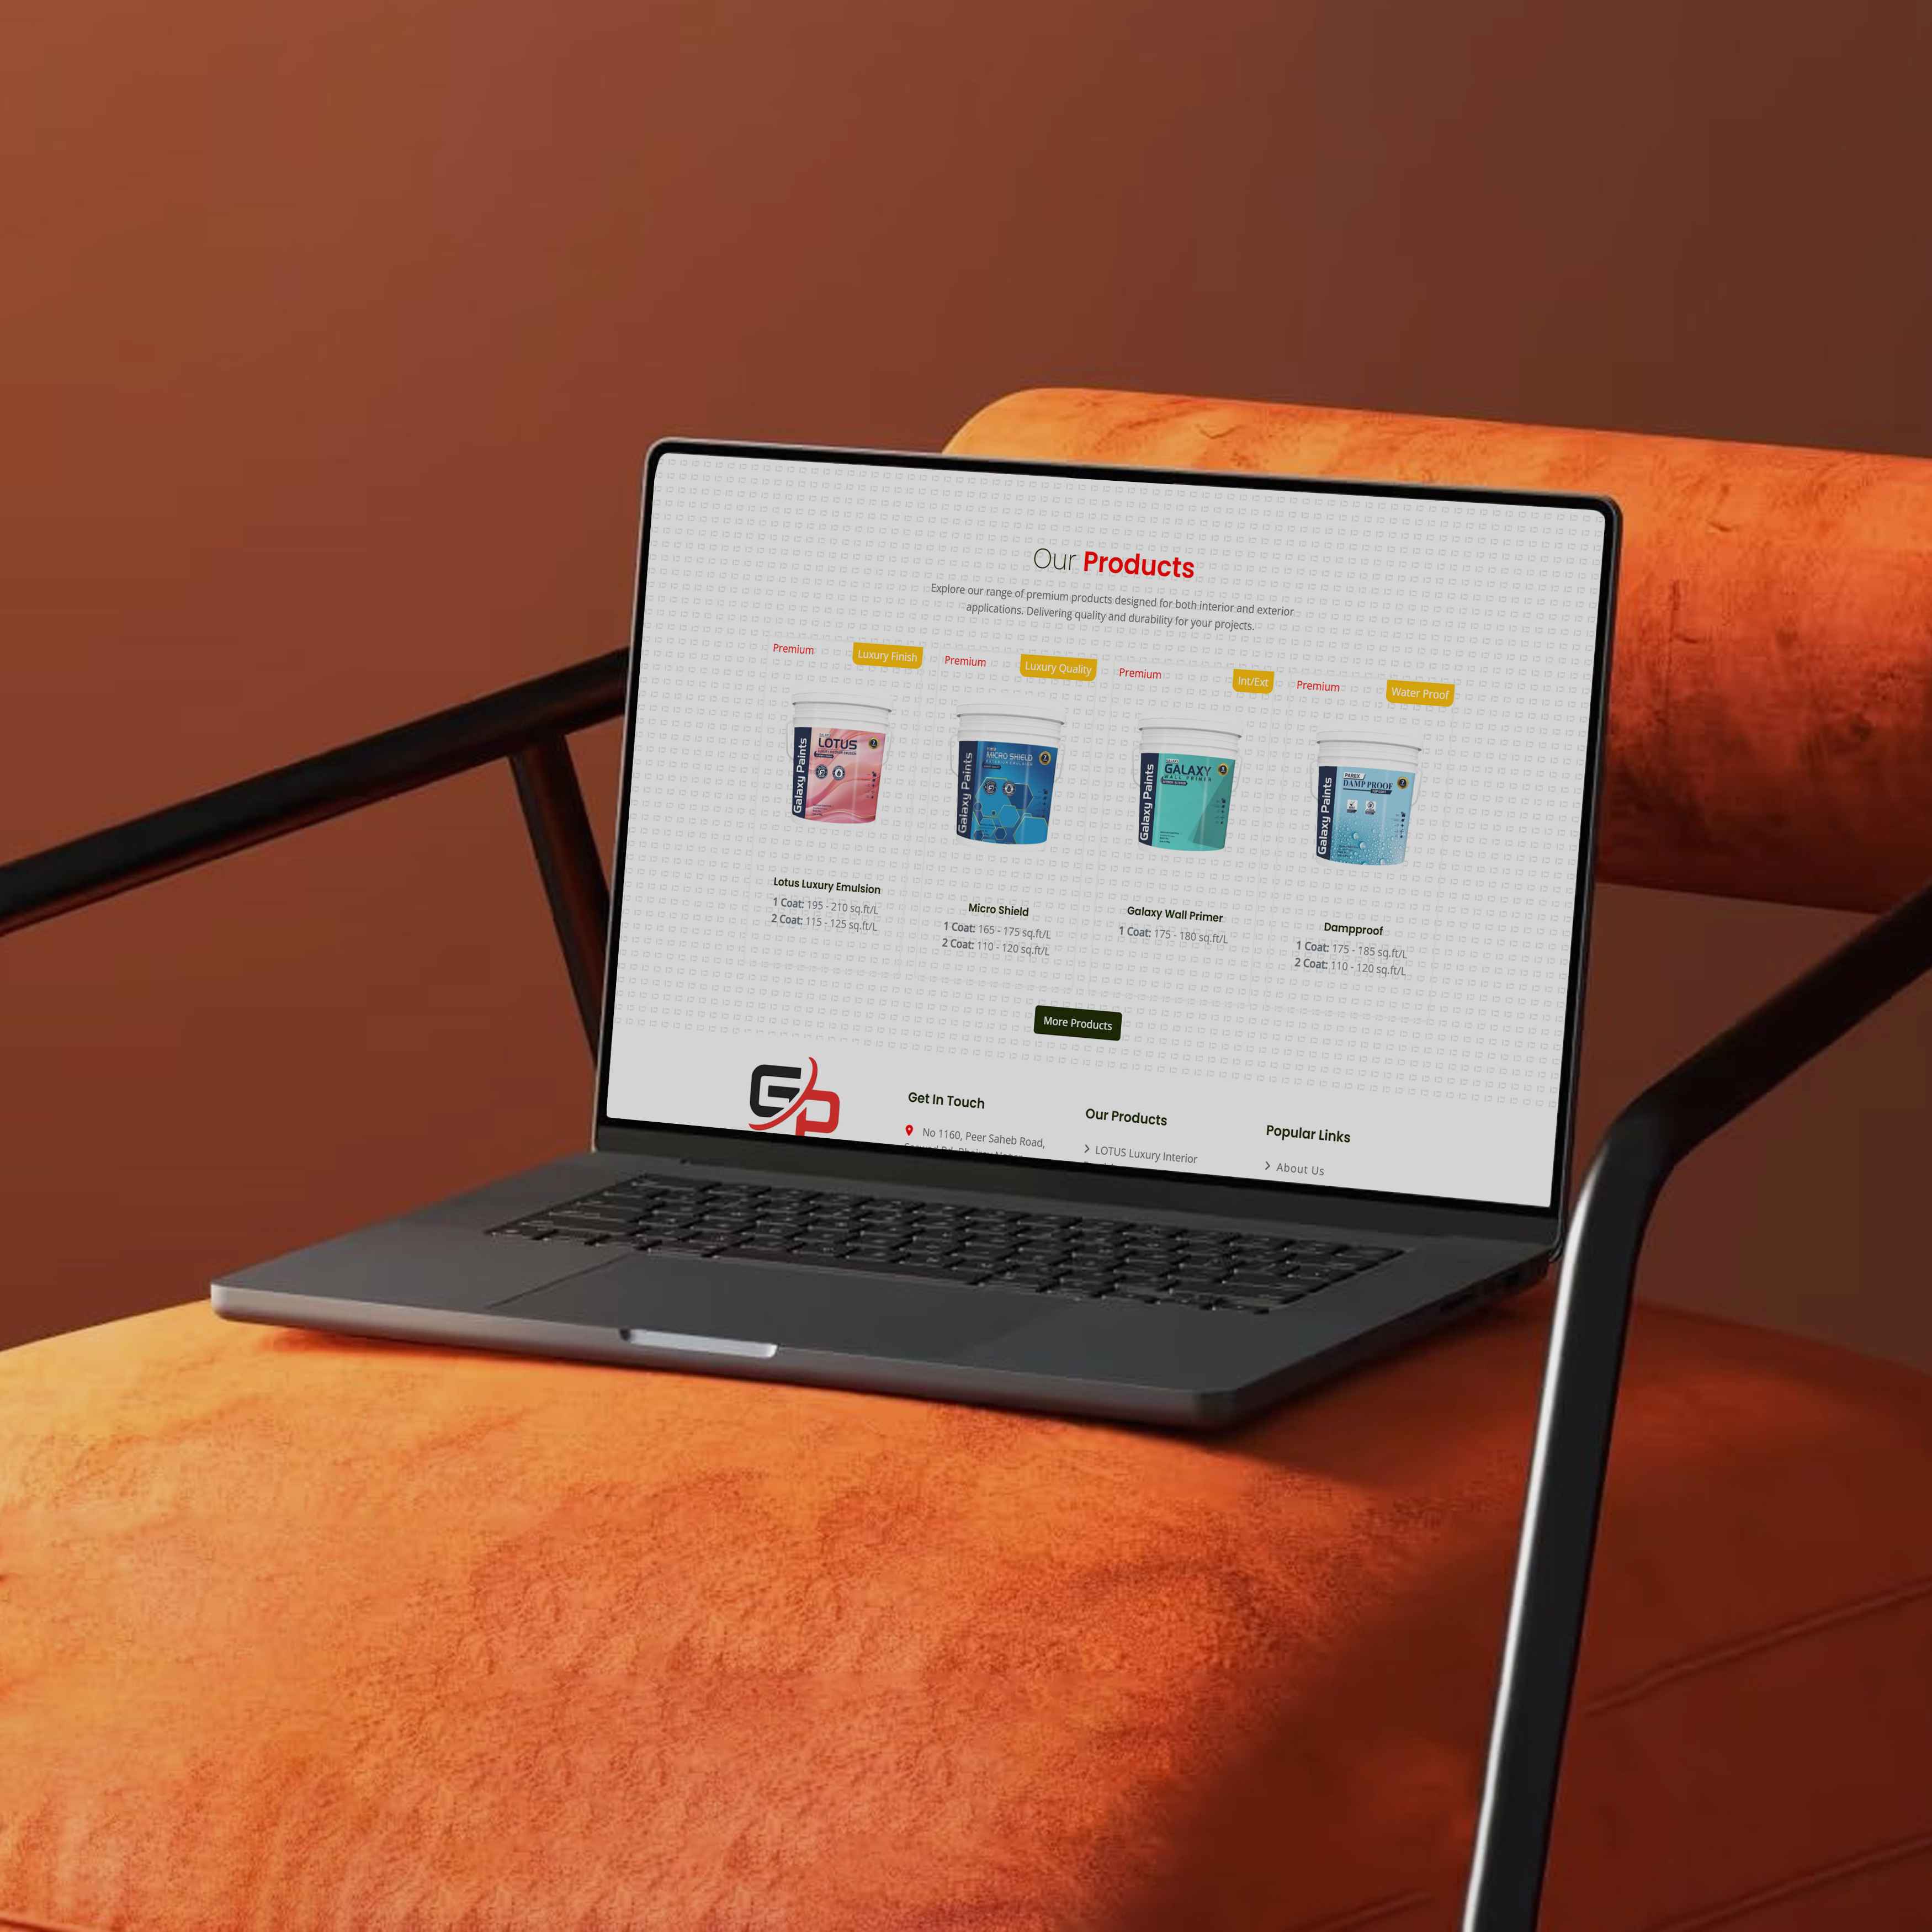 Our Products
Explore our range of premium products designed for both interior and exterior
applications. Delivering quality and durability for your projects.
Premium
Luxury Finish
Galaxy Paints
LOTUS
Lotus Luxury Emulsion
1 Coat: 195 - 210 sq.ft/L
2 Coat: 115 - 125 sq.ft/L
Premium
Luxury Quality
Galaxy Paints
MICRO SHIELD
EXTERIOR EMULSION
Micro Shield
1 Coat: 165 - 175 sq.ft/L
2 Coat: 110 - 120 sq.ft/L
Premium
Int/Ext
Galaxy Paints
GALAXY
WALL PRIMER
Galaxy Wall Primer
1 Coat: 175 - 180 sq.ft/L
Premium
Water Proof
Galaxy Paints
DAMP PROOF
Dampproof
1 Coat: 175 - 185 sq.ft/L
2 Coat: 110 - 120 sq.ft/L
More Products
GP
Get In Touch
No 1160, Peer Saheb Road,
Our Products
LOTUS Luxury Interior
Popular Links
About Us